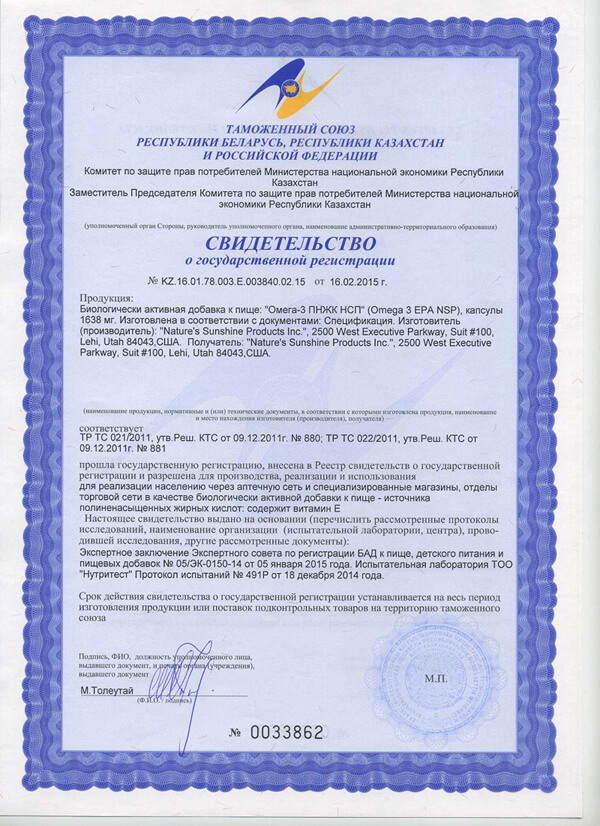 ТАМОЖЕННЫЙ СОЮЗ
РЕСПУБЛИКИ БЕЛАРУСЬ, РЕСПУБЛИКИ КАЗАХСТАН
И РОССИЙСКОЙ ФЕДЕРАЦИИ
Комитет по защите прав потребителей Министерства национальной экономики Республики
Казахстан
Заместитель Председателя Комитета по защите прав потребителей Министерства национальной
экономики Республики Казахстан
(уполномоченный орган Стороны, руководитель уполномоченного органа, наименование административно-территориального образования)
СВИДЕТЕЛЬСТВО
о государственной регистрации
№ KZ.16.01.78.003.E.003840.02.15 от 16.02.2015 г.
Продукция:
Биологически активная добавка к пище: "Омега-3 ПНЖК НСП" (Omega 3 EPA NSP), капсулы
1638 мг. Изготовлена в соответствии с документами: Спецификация. Изготовитель
(производитель): "Nature's Sunshine Products Inc.", 2500 West Executive Parkway, Suit #100,
Lehi, Utah 84043,США. Получатель: "Nature's Sunshine Products Inc.", 2500 West Executive
Parkway, Suit #100, Lehi, Utah 84043,США.
(наименование продукции, нормативные и (или) технические документы, в соответствии с которыми изготовлена продукция, наименование
и место нахождения изготовителя (производителя), получателя)
соответствует
ТР ТС 021/2011, утв.Реш. КТС от 09.12.2011г. № 880; ТР ТС 022/2011, утв.Реш. КТС от
09.12.2011г. № 881
прошла государственную регистрацию, внесена в Реестр свидетельств о государственной
регистрации и разрешена для производства, реализации и использования
для реализации населению через аптечную сеть и специализированные магазины, отделы
торговой сети в качестве биологически активной добавки к пище - источника
полиненасыщенных жирных кислот: содержит витамин Е
Настоящее свидетельство выдано на основании (перечислить рассмотренные протоколы
исследований, наименование организации (испытательной лаборатории, центра), прово-
дившей исследования, другие рассмотренные документы):
Экспертное заключение Экспертного совета по регистрации БАД к пище, детского питания и
пищевых добавок № 05/ЭК-0150-14 от 05 января 2015 года. Испытательная лаборатория ТОО
"Нутритест" Протокол испытаний № 491Р от 18 декабря 2014 года.
Срок действия свидетельства о государственной регистрации устанавливается на весь период
изготовления продукции или поставок подконтрольных товаров на территорию таможенного
союза
Подпись, ФИО, должность уполномоченного лица,
выдавшего документ, и печать органа (учреждения),
выдавшего документ
М.Толеутай
(Ф.И.О./ подпись)
М.П.
№ 0033862